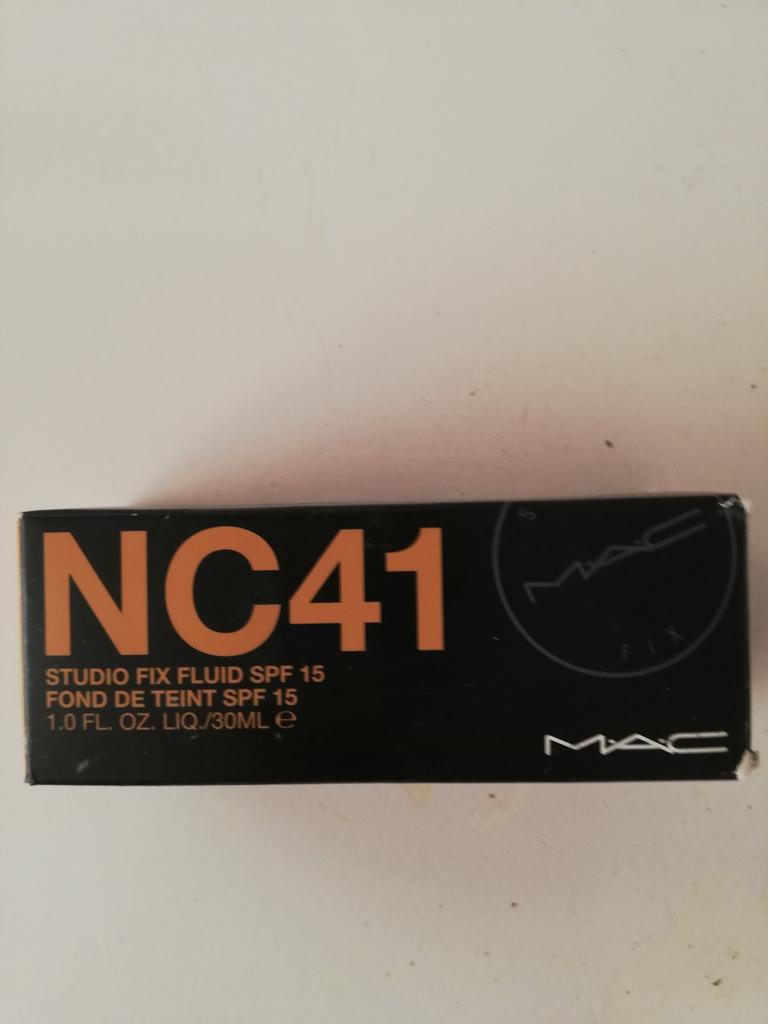 NC41
STUDIO FIX FLUID SPF 15
FOND DE TEINT SPF 15
1.0 FL. OZ. LIQ./30ML ℮
MAC
FIX
M·A·C